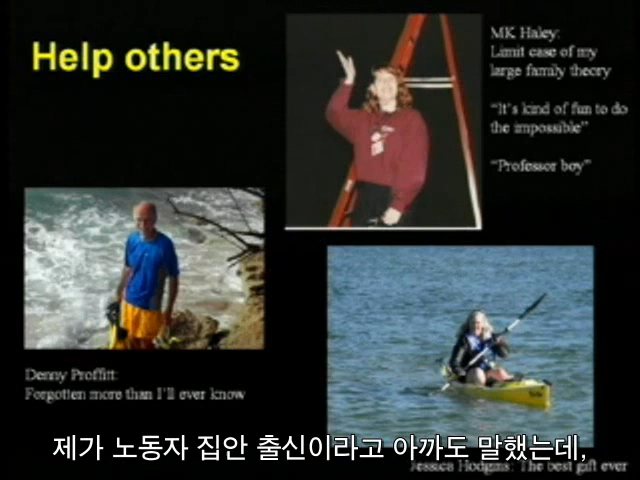 Help others
MK Haley:
Limit case of my
large family theory
"It's kind of fun to do
the impossible"
"Professor boy"
Denny Proffitt:
Forgotten more than I'll ever know
제가 노동자 집안 출신이라고 아까도 말했는데,
Jessica Hodgins: The best gift ever